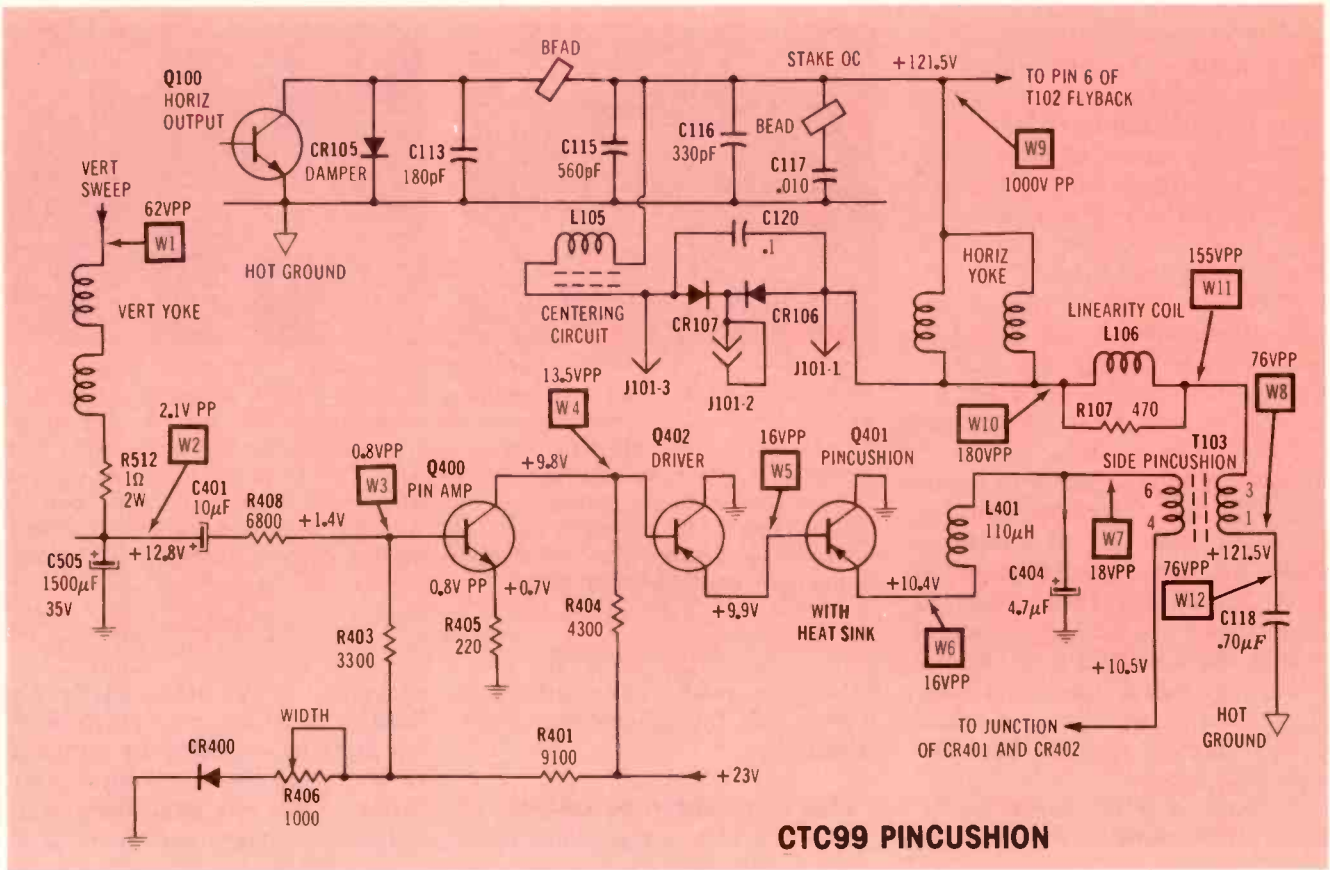 Q100
HORIZ
OUTPUT
CR105
DAMPER
C113
180pF
BEAD
C115
560pF
C116
330pF
STAKE OC
+121.5V
TO PIN 6 OF
T102 FLYBACK
BEAD
C117
.010
W9
1000V PP
VERT
SWEEP
62VPP
W1
HOT GROUND
VERT YOKE
L105
C120
.1
CENTERING
CIRCUIT
CR107
CR106
J101-3
J101-2
J101-1
HORIZ
YOKE
155VPP
W11
LINEARITY COIL
L106
R107 470
W10
180VPP
76VPP
W8
T103
SIDE PINCUSHION
6
4
3
1
2.1V PP
W2
R512
1Ω
2W
C401
10μF
+
R408
6800
+1.4V
+12.8V
C505
+
1500μF
35V
0.8VPP
W3
Q400
PIN AMP
+9.8V
13.5VPP
W4
0.8V PP
+0.7V
R405
220
R403
3300
R404
4300
Q402
DRIVER
16VPP
W5
+9.9V
Q401
PINCUSHION
WITH
HEAT SINK
+10.4V
W6
16VPP
L401
110μH
C404
+
4.7μF
W7
18VPP
+121.5V
76VPP
W12
C118
.70μF
+10.5V
HOT
GROUND
TO JUNCTION
OF CR401 AND CR402
CR400
WIDTH
R406
1000
R401
9100
+23V
CTC99 PINCUSHION